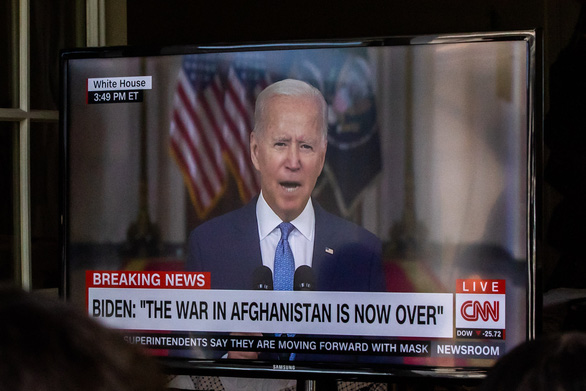 White House
3:49 PM ET
BREAKING NEWS
LIVE
BIDEN: "THE WAR IN AFGHANISTAN IS NOW OVER"
CNN
DOW -25.72
SUPERINTENDENTS SAY THEY ARE MOVING FORWARD WITH MASK
NEWSROOM
SAMSUNG